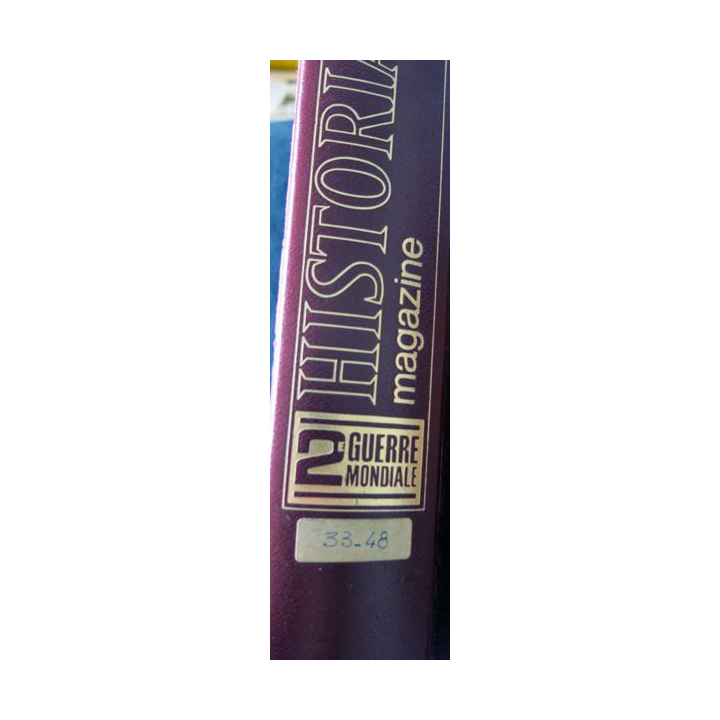 HISTORIA
magazine
2E GUERRE
MONDIALE
33-48